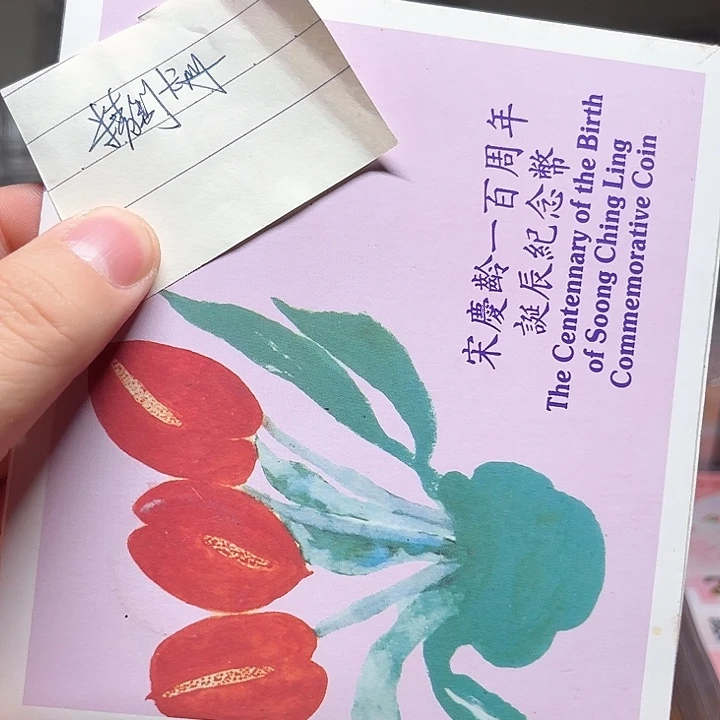 宋慶齡一百周年
誕辰紀念幣
The Centennary of the Birth
of Soong Ching Ling
Commemorative Coin